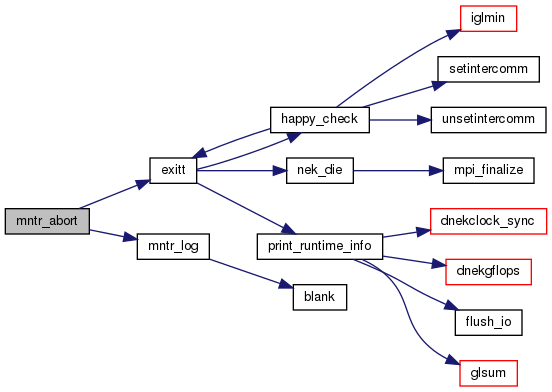 iglmin
setintercomm
happy_check
unsetintercomm
exitt
nek_die
mpi_finalize
mntr_abort
dnekclock_sync
mntr_log
print_runtime_info
dnekgflops
blank
flush_io
glsum